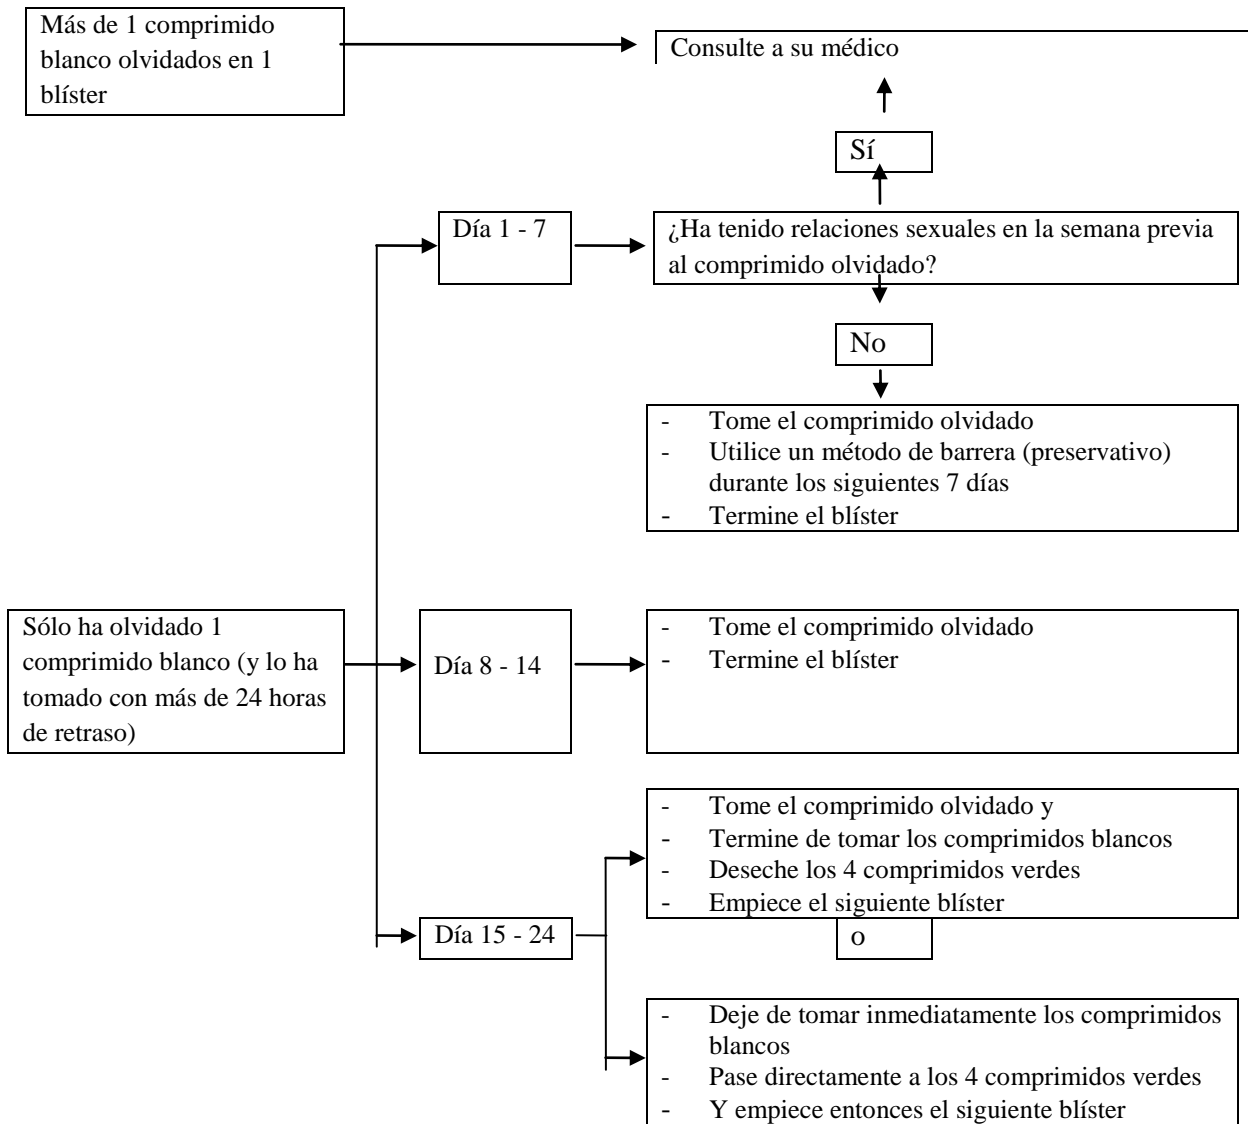 Más de 1 comprimido
blanco olvidados en 1
blíster
Consulte a su médico
Sí
Día 1 - 7
¿Ha tenido relaciones sexuales en la semana previa
al comprimido olvidado?
No
- Tome el comprimido olvidado
- Utilice un método de barrera (preservativo)
durante los siguientes 7 días
- Termine el blíster
Sólo ha olvidado 1
comprimido blanco (y lo ha
tomado con más de 24 horas
de retraso)
Día 8 - 14
- Tome el comprimido olvidado
- Termine el blíster
- Tome el comprimido olvidado y
- Termine de tomar los comprimidos blancos
- Deseche los 4 comprimidos verdes
- Empiece el siguiente blíster
Día 15 - 24
o
- Deje de tomar inmediatamente los comprimidos
blancos
- Pase directamente a los 4 comprimidos verdes
- Y empiece entonces el siguiente blíster